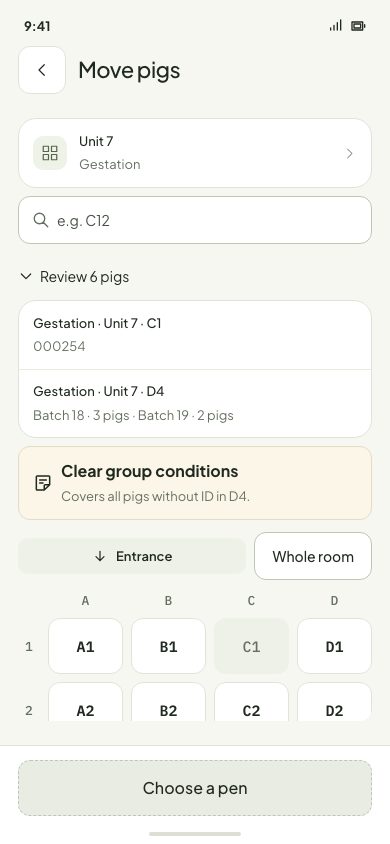 9:41
Move pigs
Unit 7
Gestation
e.g. C12
Review 6 pigs
Gestation · Unit 7 · C1
000254
Gestation · Unit 7 · D4
Batch 18 · 3 pigs · Batch 19 · 2 pigs
Clear group conditions
Covers all pigs without ID in D4.
Entrance
Whole room
A B C D
1 A1 B1 C1 D1
2 A2 B2 C2 D2
Choose a pen